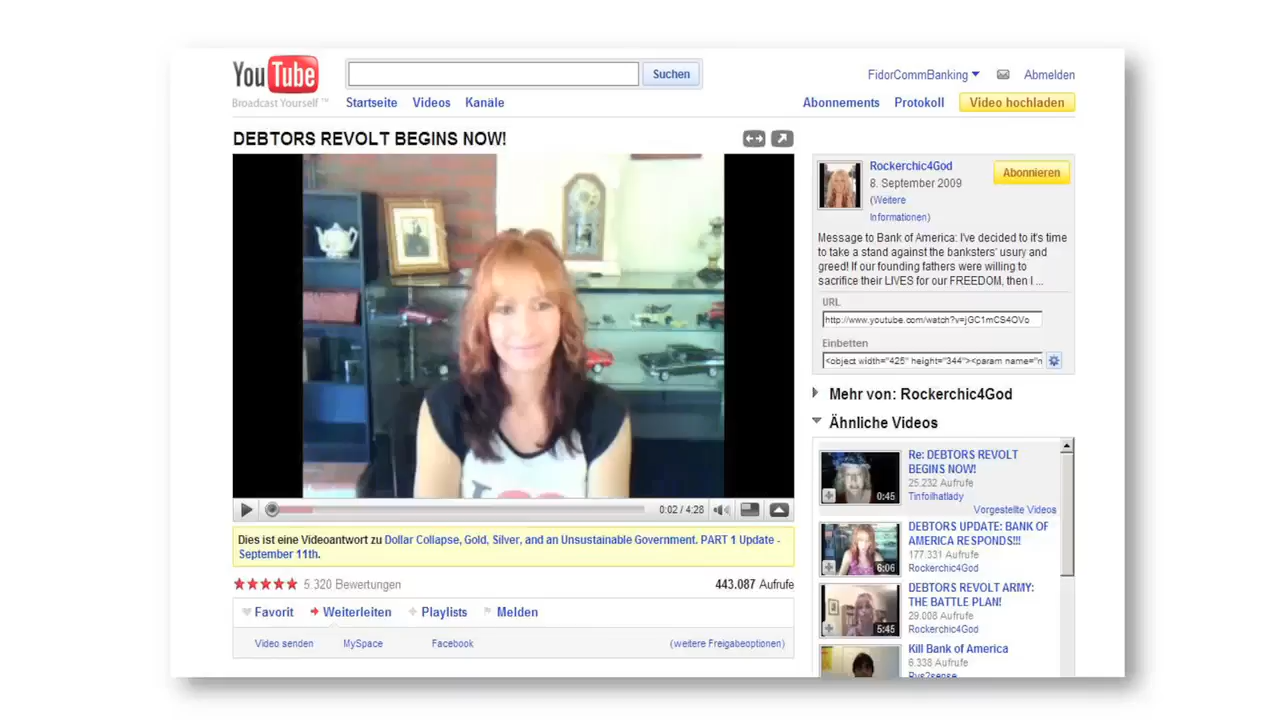 YouTube
Broadcast Yourself™
Suchen
FidorCommBanking
Abmelden
Startseite Videos Kanäle
Abonnements Protokoll Video hochladen
DEBTORS REVOLT BEGINS NOW!
0:02 / 4:28
Dies ist eine Videoantwort zu Dollar Collapse, Gold, Silver, and an Unsustainable Government. PART 1 Update -
September 11th.
5.320 Bewertungen
443.087 Aufrufe
Favorit Weiterleiten Playlists Melden
Video senden MySpace Facebook (weitere Freigabeoptionen)
Rockerchic4God
8. September 2009
(Weitere
Informationen)
Abonnieren
Message to Bank of America: I've decided to it's time
to take a stand against the banksters' usury and
greed! If our founding fathers were willing to
sacrifice their LIVES for our FREEDOM, then I ...
URL
http://www.youtube.com/watch?v=jGC1mCS4OVo
Einbetten
<object width="425" height="344"><param name="n
Mehr von: Rockerchic4God
Ähnliche Videos
Re: DEBTORS REVOLT
BEGINS NOW!
25.232 Aufrufe
Tinfoilhatlady
0:45
Vorgestellte Videos
DEBTORS UPDATE: BANK OF
AMERICA RESPONDS!!!
177.331 Aufrufe
Rockerchic4God
6:06
DEBTORS REVOLT ARMY:
THE BATTLE PLAN!
29.008 Aufrufe
Rockerchic4God
5:45
Kill Bank of America
6.338 Aufrufe